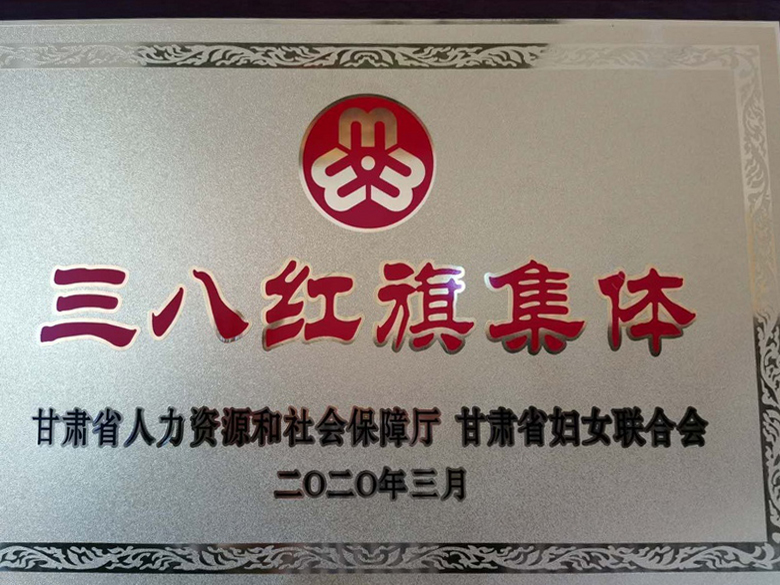 三八红旗集体
甘肃省人力资源和社会保障厅 甘肃省妇女联合会
二〇二〇年三月